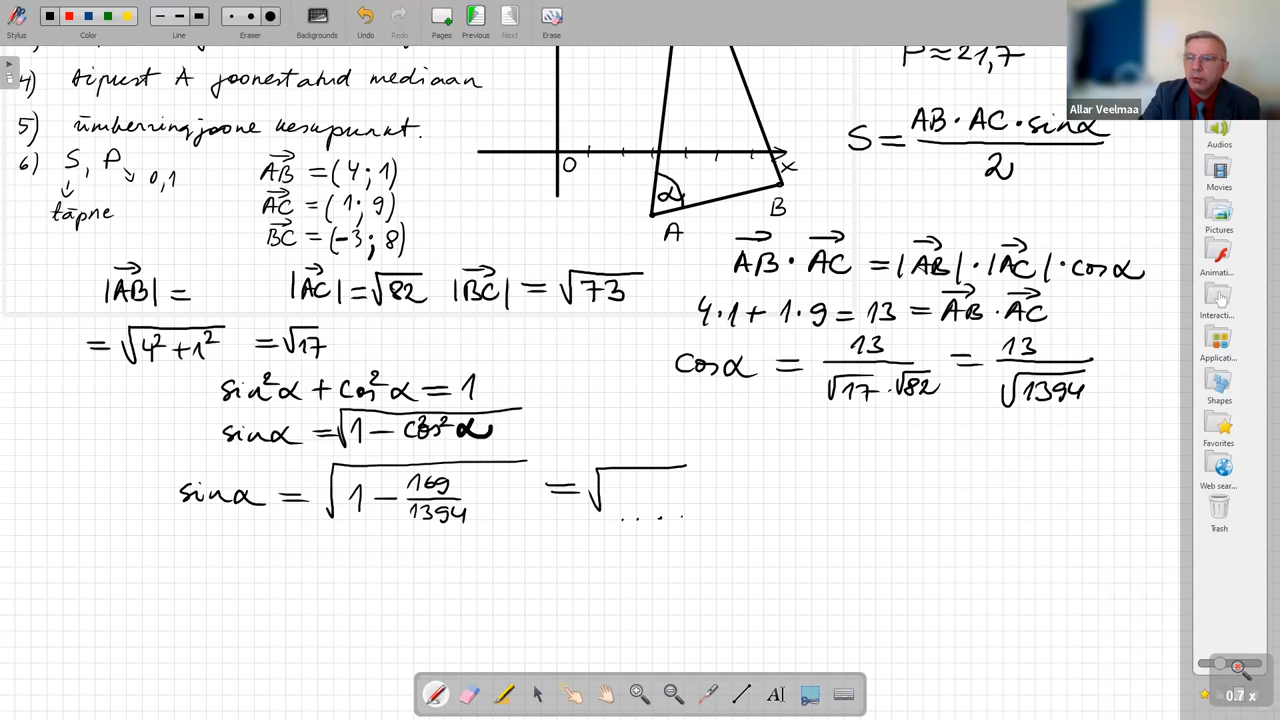 Stylus Color Line Eraser Backgrounds Undo Redo Pages Previous Next Erase
4) Tipust A joonestatud mediaan
5) ümberringjoone keskpunkt.
6) S, P
0,1
täpne
AB = (4; 1)
AC = (1; 9)
BC = (-3; 8)
|AB| =
|AC| = √82 |BC| = √73
= √4² + 1² = √17
sin²α + cos²α = 1
sinα = √1 - cos²α
sinα = √1 - 169/1394 = √....
O
X
α
A
B
P ≈ 21,7
S = AB · AC · sinα / 2
AB · AC = |AB| · |AC| · cosα
4·1 + 1·9 = 13 = AB · AC
cosα = 13/√17 · √82 = 13/√1394
Allar Veelmaa
Audios
Movies
Pictures
Animati...
Interacti...
Applicati...
Shapes
Favorites
Web sear...
Trash
0.7 x